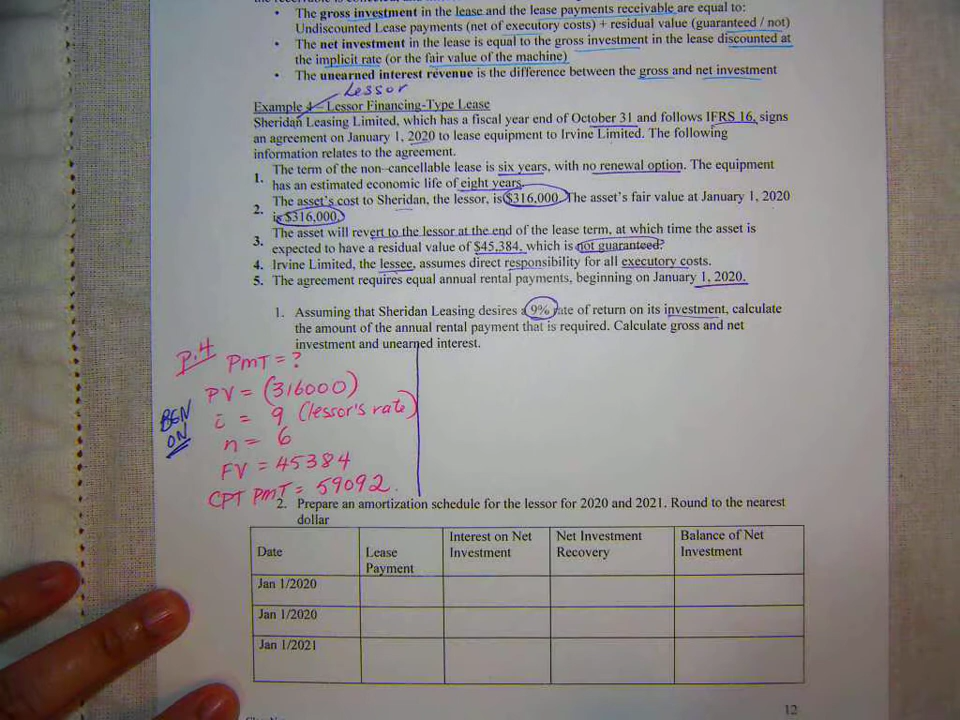 • The gross investment in the lease and the lease payments receivable are equal to:
Undiscounted Lease payments (net of executory costs) + residual value (guaranteed / not)
• The net investment in the lease is equal to the gross investment in the lease discounted at
the implicit rate (or the fair value of the machine)
• The unearned interest revenue is the difference between the gross and net investment
Lessor
Example 4 – Lessor Financing-Type Lease
Sheridan Leasing Limited, which has a fiscal year end of October 31 and follows IFRS 16, signs
an agreement on January 1, 2020 to lease equipment to Irvine Limited. The following
information relates to the agreement.
1. The term of the non–cancellable lease is six years, with no renewal option. The equipment
has an estimated economic life of eight years.
2. The asset's cost to Sheridan, the lessor, is $316,000. The asset's fair value at January 1, 2020
is $316,000.
3. The asset will revert to the lessor at the end of the lease term, at which time the asset is
expected to have a residual value of $45,384, which is not guaranteed?
4. Irvine Limited, the lessee, assumes direct responsibility for all executory costs.
5. The agreement requires equal annual rental payments, beginning on January 1, 2020.
1. Assuming that Sheridan Leasing desires a 9% rate of return on its investment, calculate
the amount of the annual rental payment that is required. Calculate gross and net
investment and unearned interest.
P.4 PMT = ?
PV = (316000)
BGN ON
i = 9 (lessor's rate)
n = 6
FV = 45384
CPT PMT = 59092.
2. Prepare an amortization schedule for the lessor for 2020 and 2021. Round to the nearest
dollar
Date Lease Payment Interest on Net Investment Net Investment Recovery Balance of Net Investment
Jan 1/2020
Jan 1/2020
Jan 1/2021
12